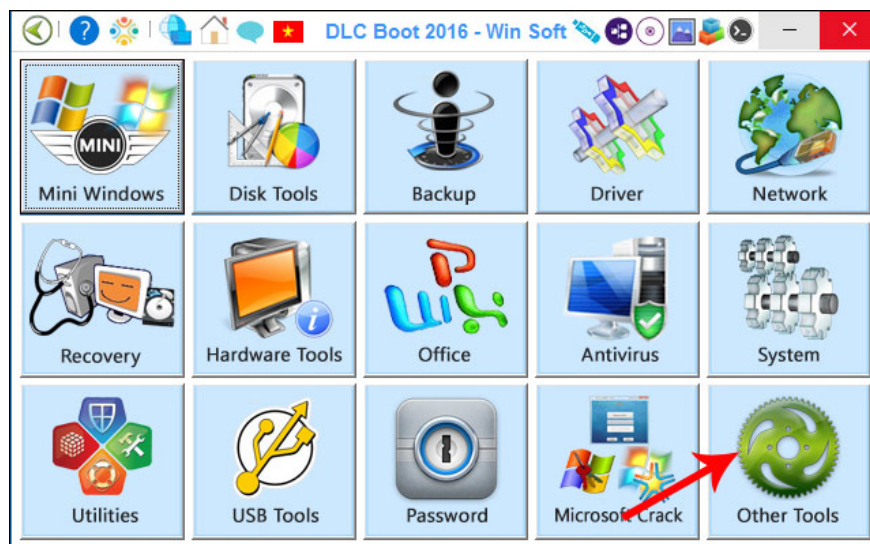 DLC Boot 2016 - Win Soft
MINI
Mini Windows
Disk Tools
Backup
Driver
Network
Recovery
Hardware Tools
Office
Antivirus
System
Utilities
USB Tools
Password
Microsoft Crack
Other Tools